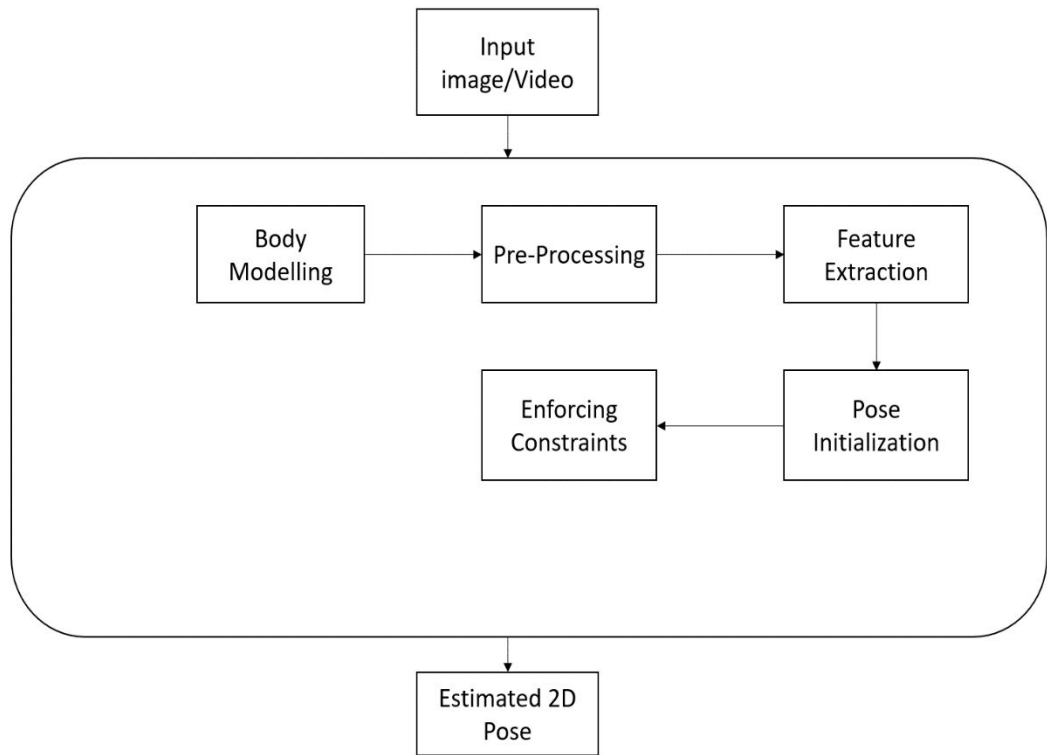 Input
image/Video
Body
Modelling
Pre-Processing
Feature
Extraction
Enforcing
Constraints
Pose
Initialization
Estimated 2D
Pose